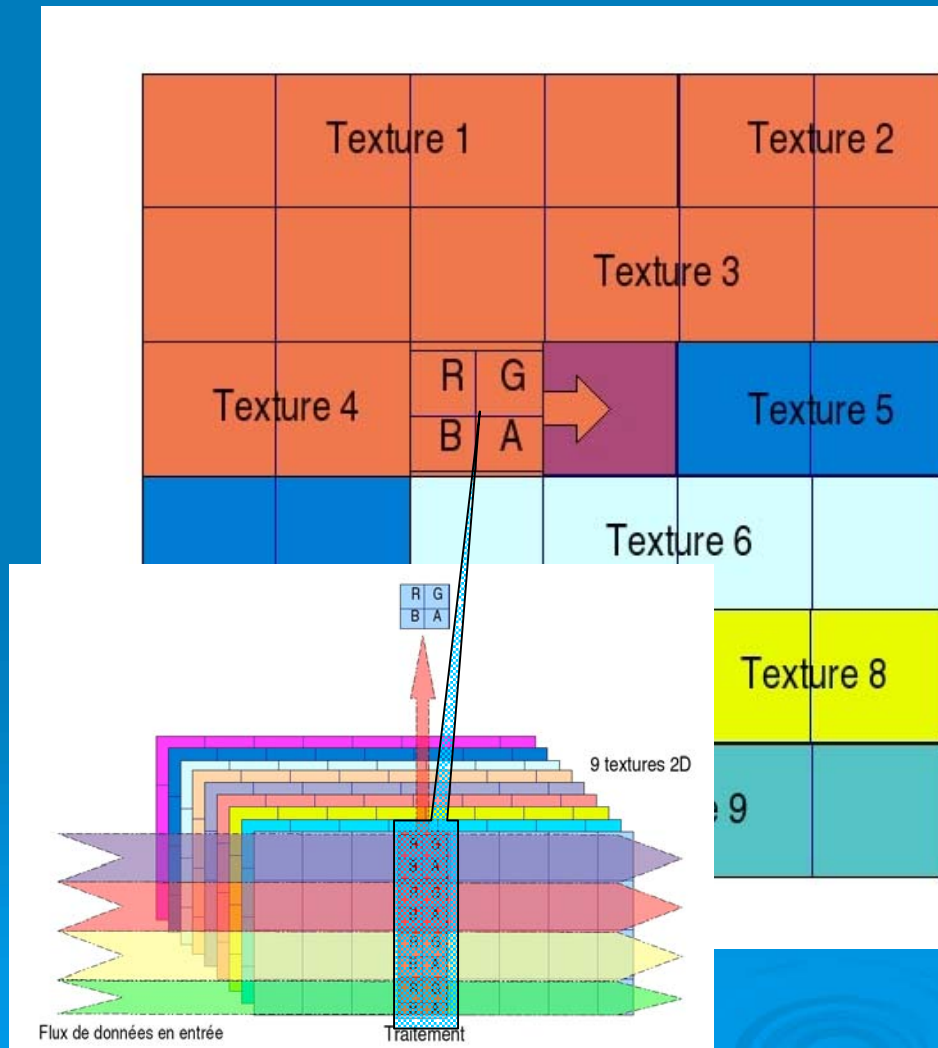 Texture 1 Texture 2
Texture 3
Texture 4 R G Texture 5
B A
Texture 6
R G
B A
Texture 8
9 textures 2D
9
R G
B A
Flux de données en entrée Traitement